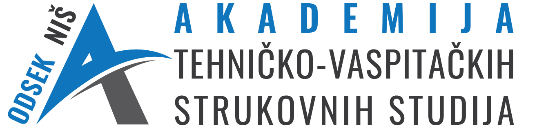 ODSEK NIŠ
AKADEMIJA
TEHNIČKO-VASPITAČKIH
STRUKOVNIH STUDIJA